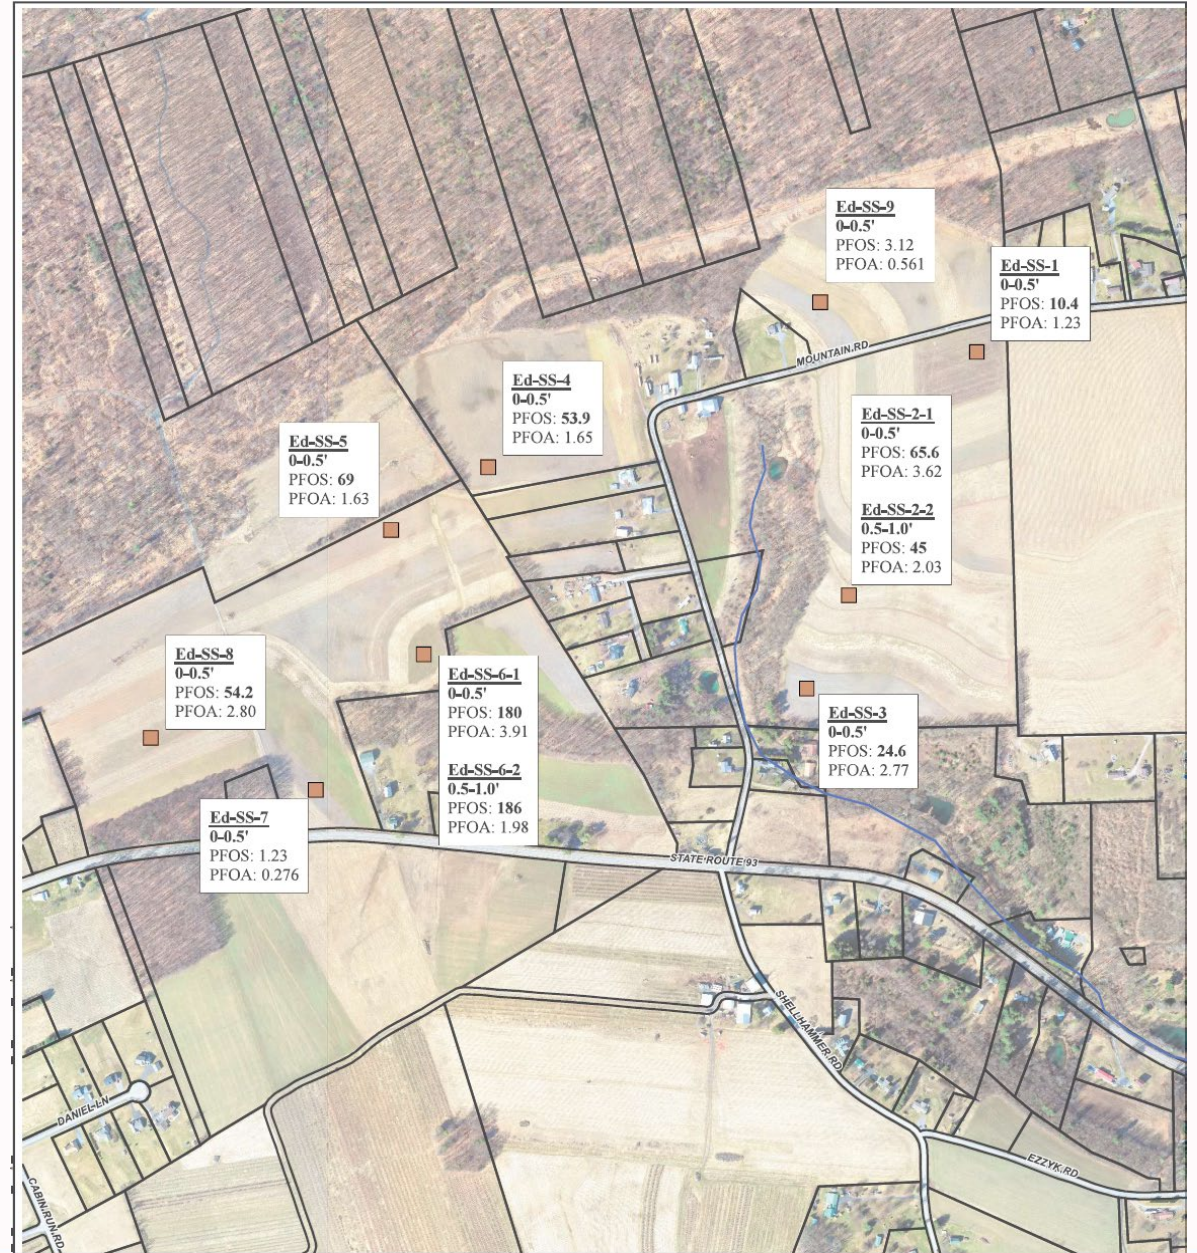 Ed-SS-9
0-0.5'
PFOS: 3.12
PFOA: 0.561
Ed-SS-1
0-0.5'
PFOS: 10.4
PFOA: 1.23
MOUNTAIN RD
Ed-SS-4
0-0.5'
PFOS: 53.9
PFOA: 1.65
Ed-SS-2-1
0-0.5'
PFOS: 65.6
PFOA: 3.62
Ed-SS-2-2
0.5-1.0'
PFOS: 45
PFOA: 2.03
Ed-SS-5
0-0.5'
PFOS: 69
PFOA: 1.63
Ed-SS-8
0-0.5'
PFOS: 54.2
PFOA: 2.80
Ed-SS-6-1
0-0.5'
PFOS: 180
PFOA: 3.91
Ed-SS-6-2
0.5-1.0'
PFOS: 186
PFOA: 1.98
Ed-SS-3
0-0.5'
PFOS: 24.6
PFOA: 2.77
Ed-SS-7
0-0.5'
PFOS: 1.23
PFOA: 0.276
STATE ROUTE 93
SHELLHAMMER RD
DANIEL LN
EZZYK RD
CABIN RUN RD